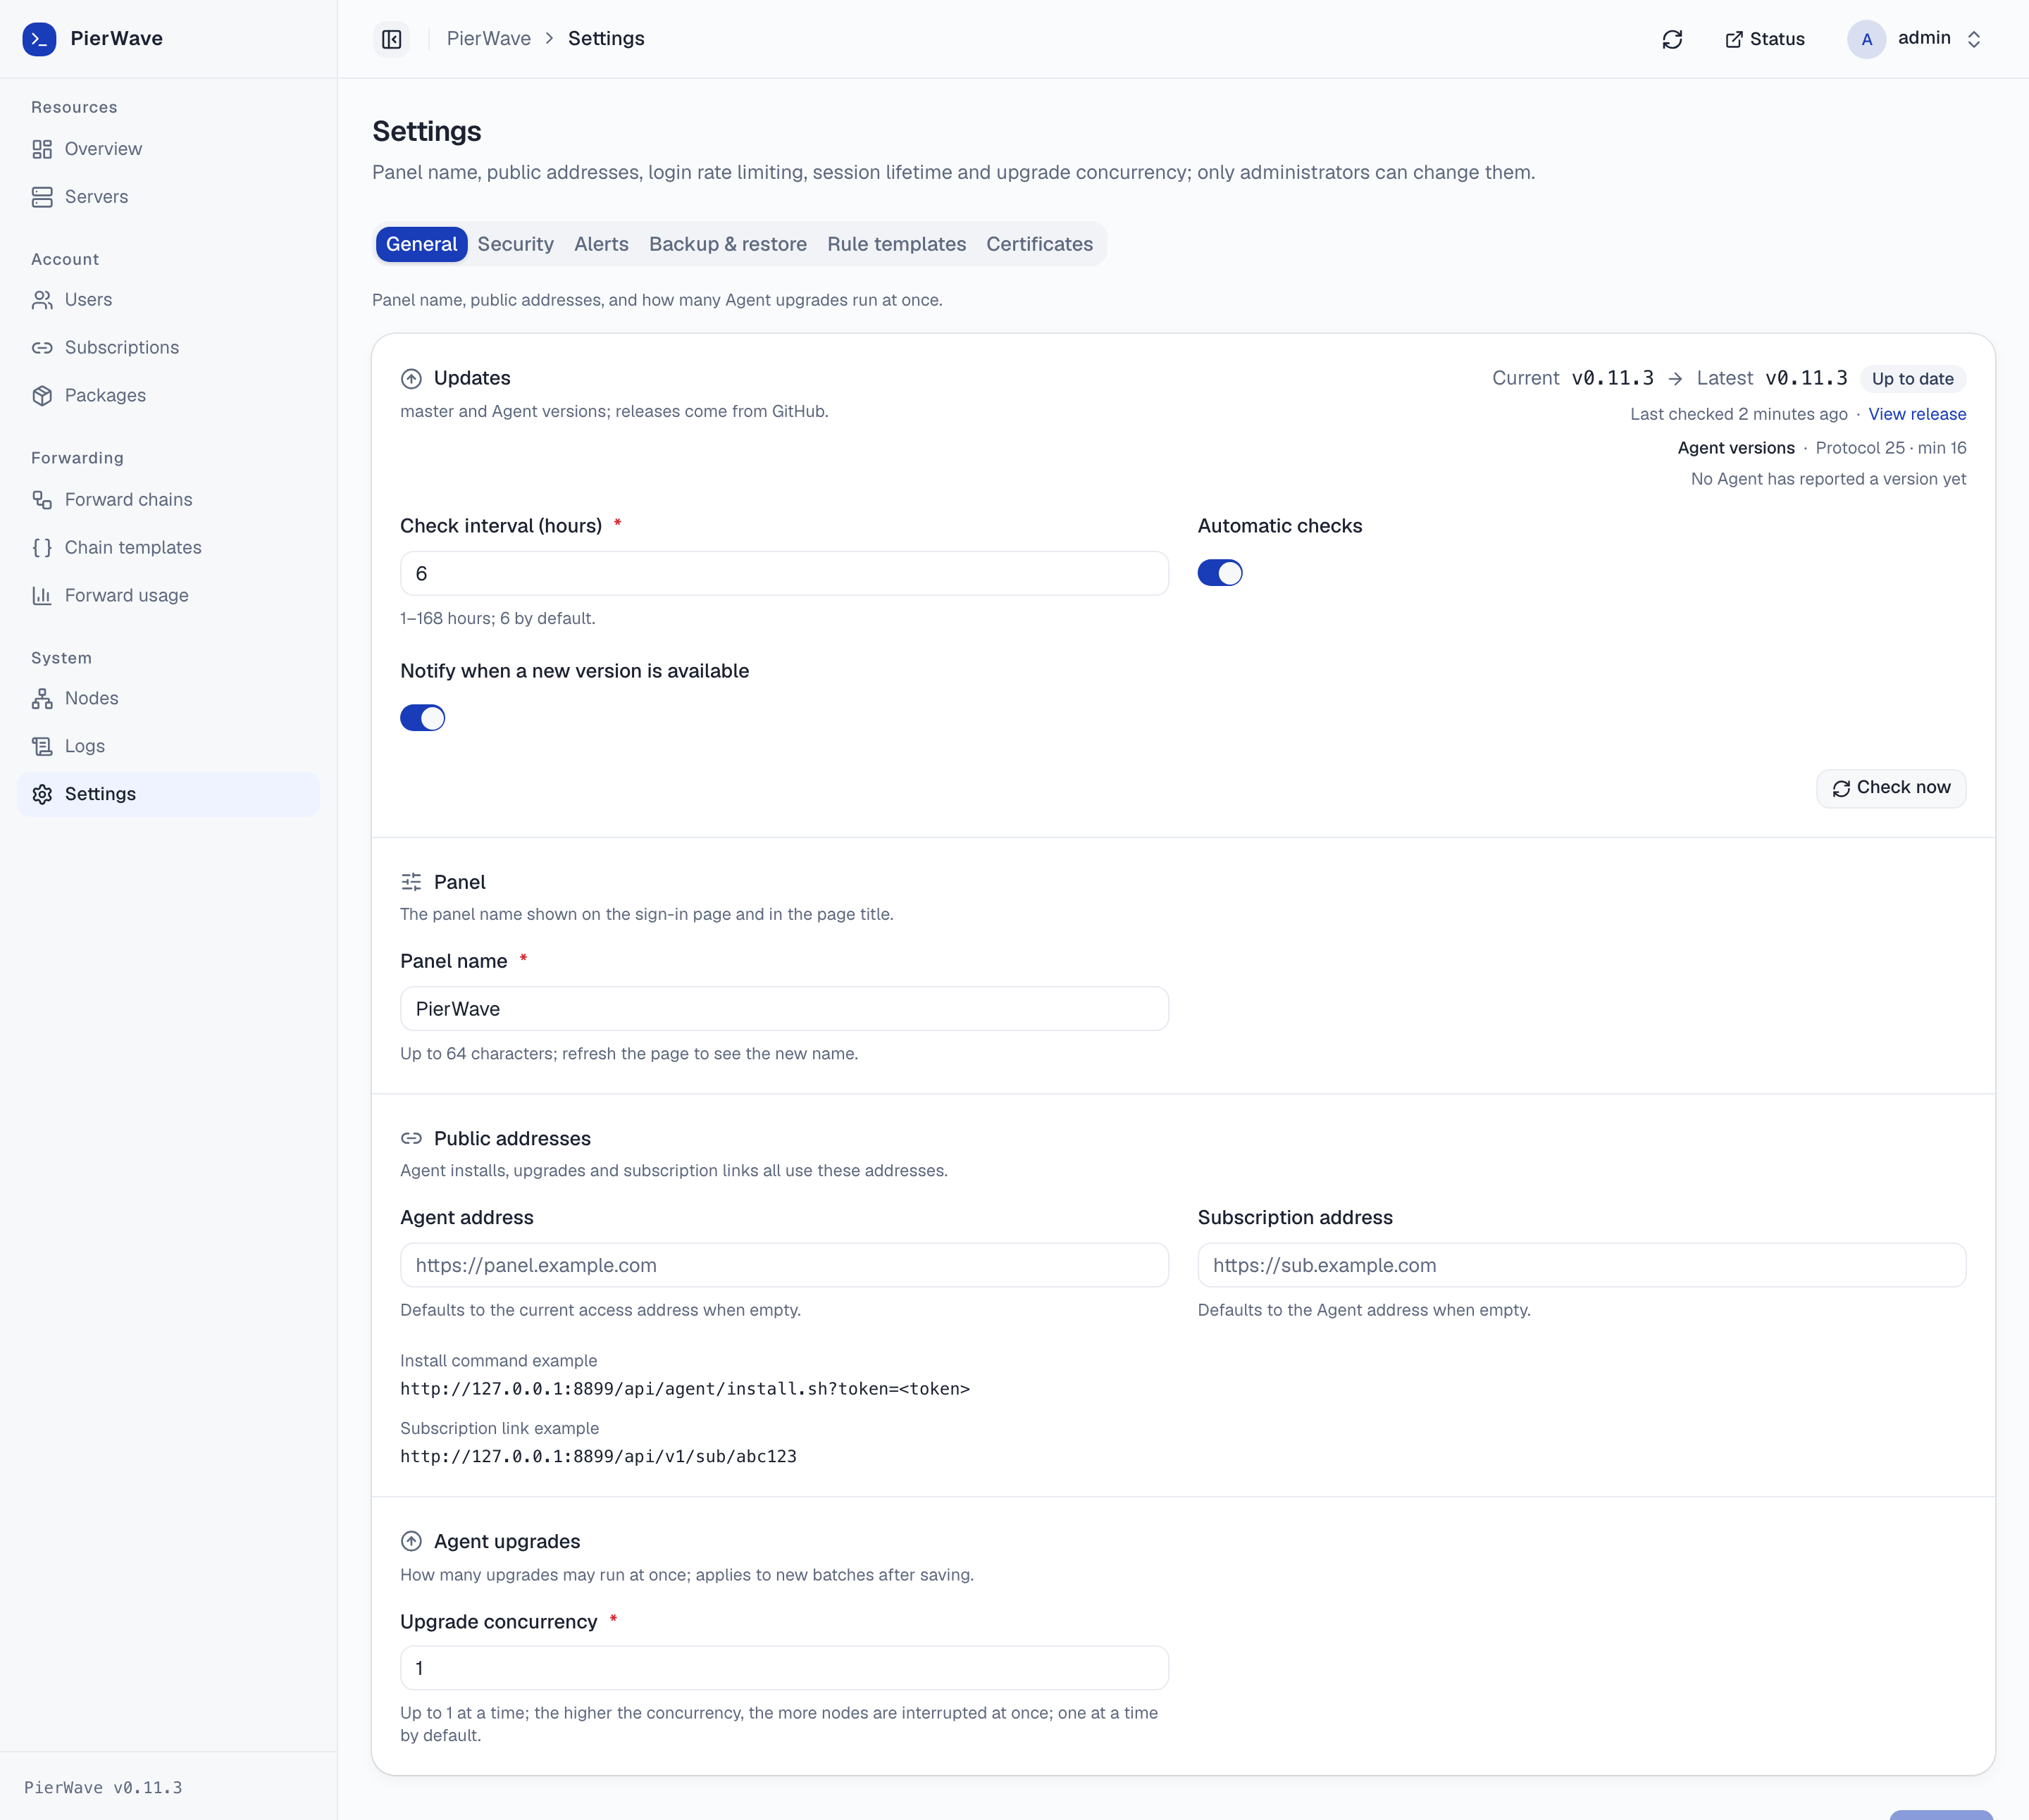 PierWave
PierWave > Settings
Status
A
admin
Resources
Overview
Servers
Account
Users
Subscriptions
Packages
Forwarding
Forward chains
Chain templates
Forward usage
System
Nodes
Logs
Settings
PierWave v0.11.3
Settings
Panel name, public addresses, login rate limiting, session lifetime and upgrade concurrency; only administrators can change them.
General Security Alerts Backup & restore Rule templates Certificates
Panel name, public addresses, and how many Agent upgrades run at once.
Updates
master and Agent versions; releases come from GitHub.
Current v0.11.3 → Latest v0.11.3 Up to date
Last checked 2 minutes ago · View release
Agent versions · Protocol 25 · min 16
No Agent has reported a version yet
Check interval (hours) *
6
1–168 hours; 6 by default.
Automatic checks
Notify when a new version is available
Check now
Panel
The panel name shown on the sign-in page and in the page title.
Panel name *
PierWave
Up to 64 characters; refresh the page to see the new name.
Public addresses
Agent installs, upgrades and subscription links all use these addresses.
Agent address
https://panel.example.com
Defaults to the current access address when empty.
Subscription address
https://sub.example.com
Defaults to the Agent address when empty.
Install command example
http://127.0.0.1:8899/api/agent/install.sh?token=<token>
Subscription link example
http://127.0.0.1:8899/api/v1/sub/abc123
Agent upgrades
How many upgrades may run at once; applies to new batches after saving.
Upgrade concurrency *
1
Up to 1 at a time; the higher the concurrency, the more nodes are interrupted at once; one at a time
by default.